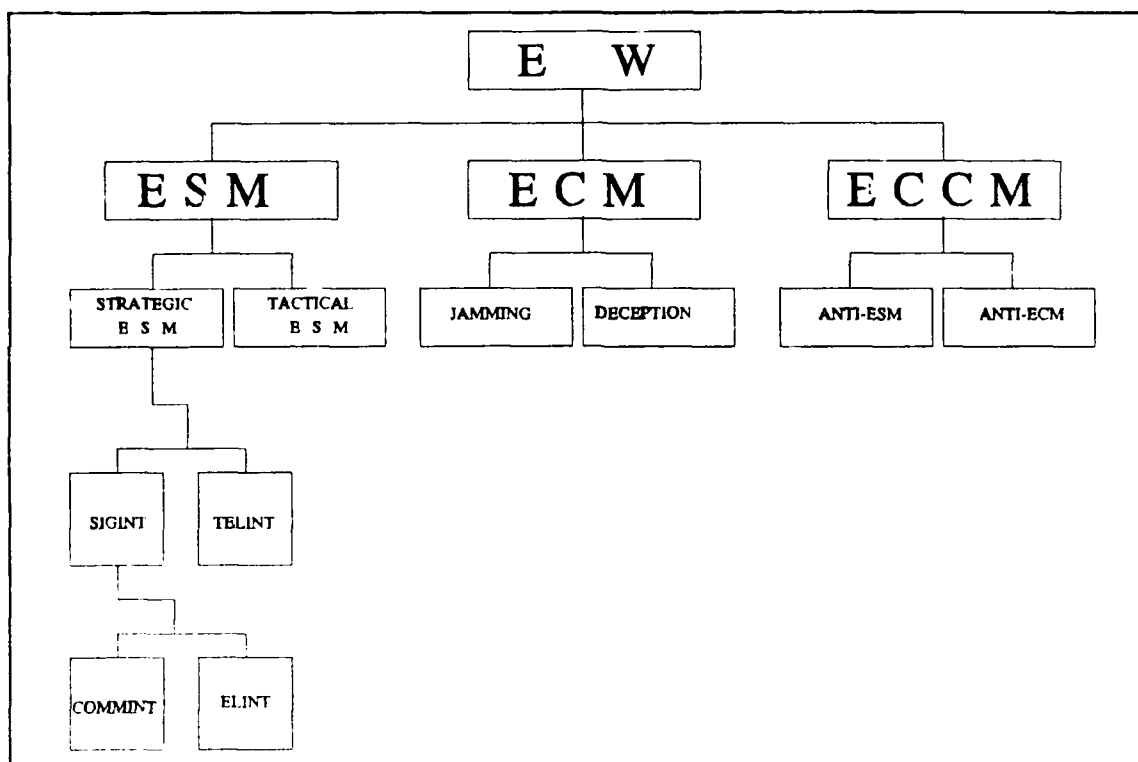 E W
E S M
E C M
E C C M
STRATEGIC
E S M
TACTICAL
E S M
JAMMING
DECEPTION
ANTI-ESM
ANTI-ECM
SIGINT
TELINT
COMMINT
ELINT